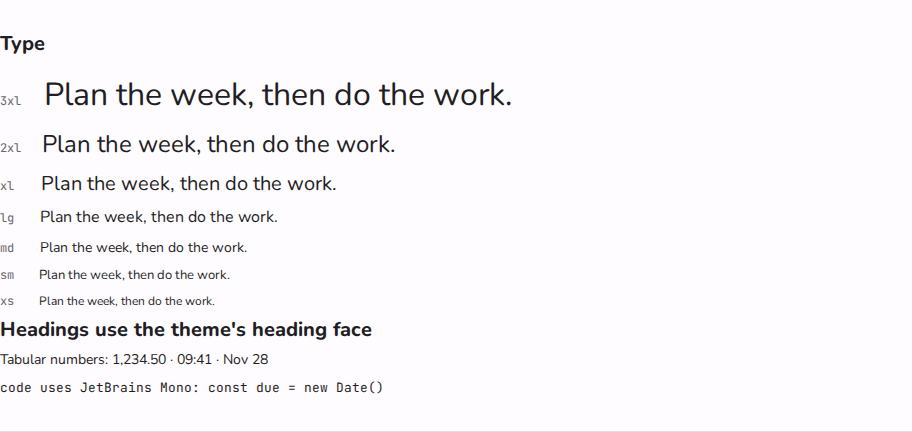 Type
3xl Plan the week, then do the work.
2xl Plan the week, then do the work.
xl Plan the week, then do the work.
lg Plan the week, then do the work.
md Plan the week, then do the work.
sm Plan the week, then do the work.
xs Plan the week, then do the work.
Headings use the theme's heading face
Tabular numbers: 1,234.50 · 09:41 · Nov 28
code uses JetBrains Mono: const due = new Date()